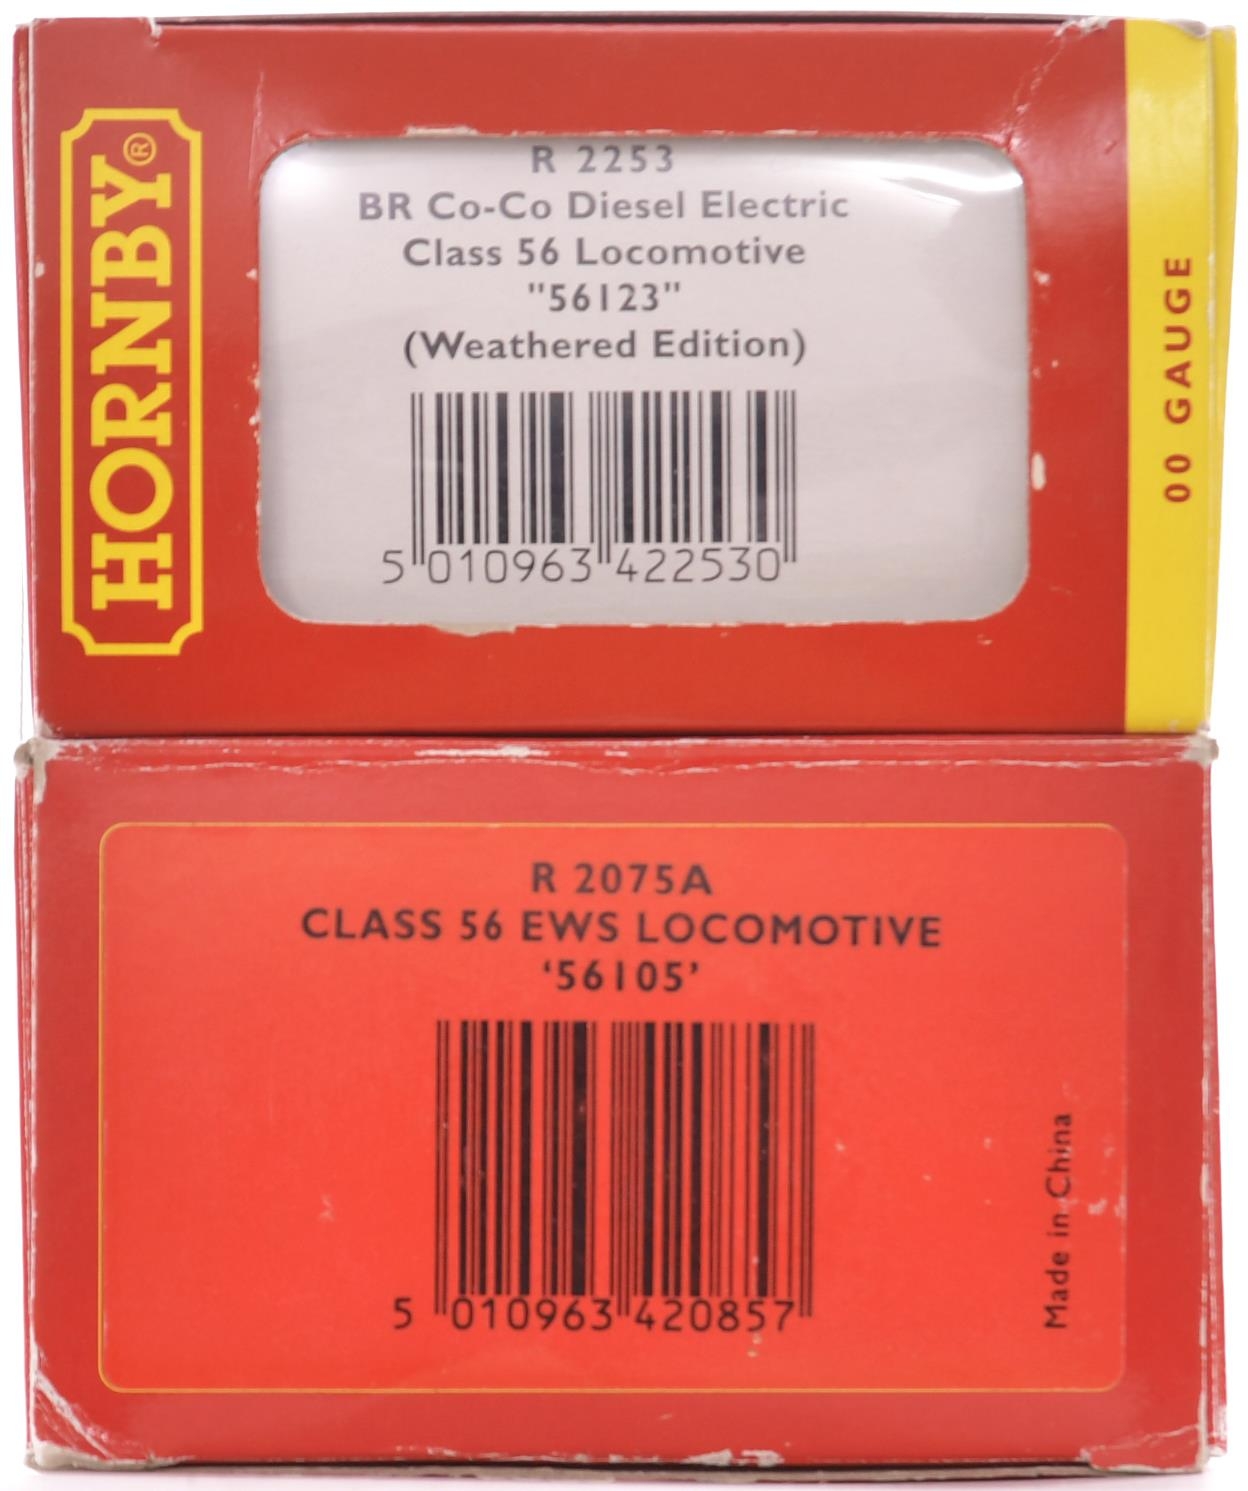 HORNBY®
R 2253
BR Co-Co Diesel Electric
Class 56 Locomotive
"56123"
(Weathered Edition)
5 010963 422530
00 GAUGE
R 2075A
CLASS 56 EWS LOCOMOTIVE
‘56105’
5 010963 420857
Made in China